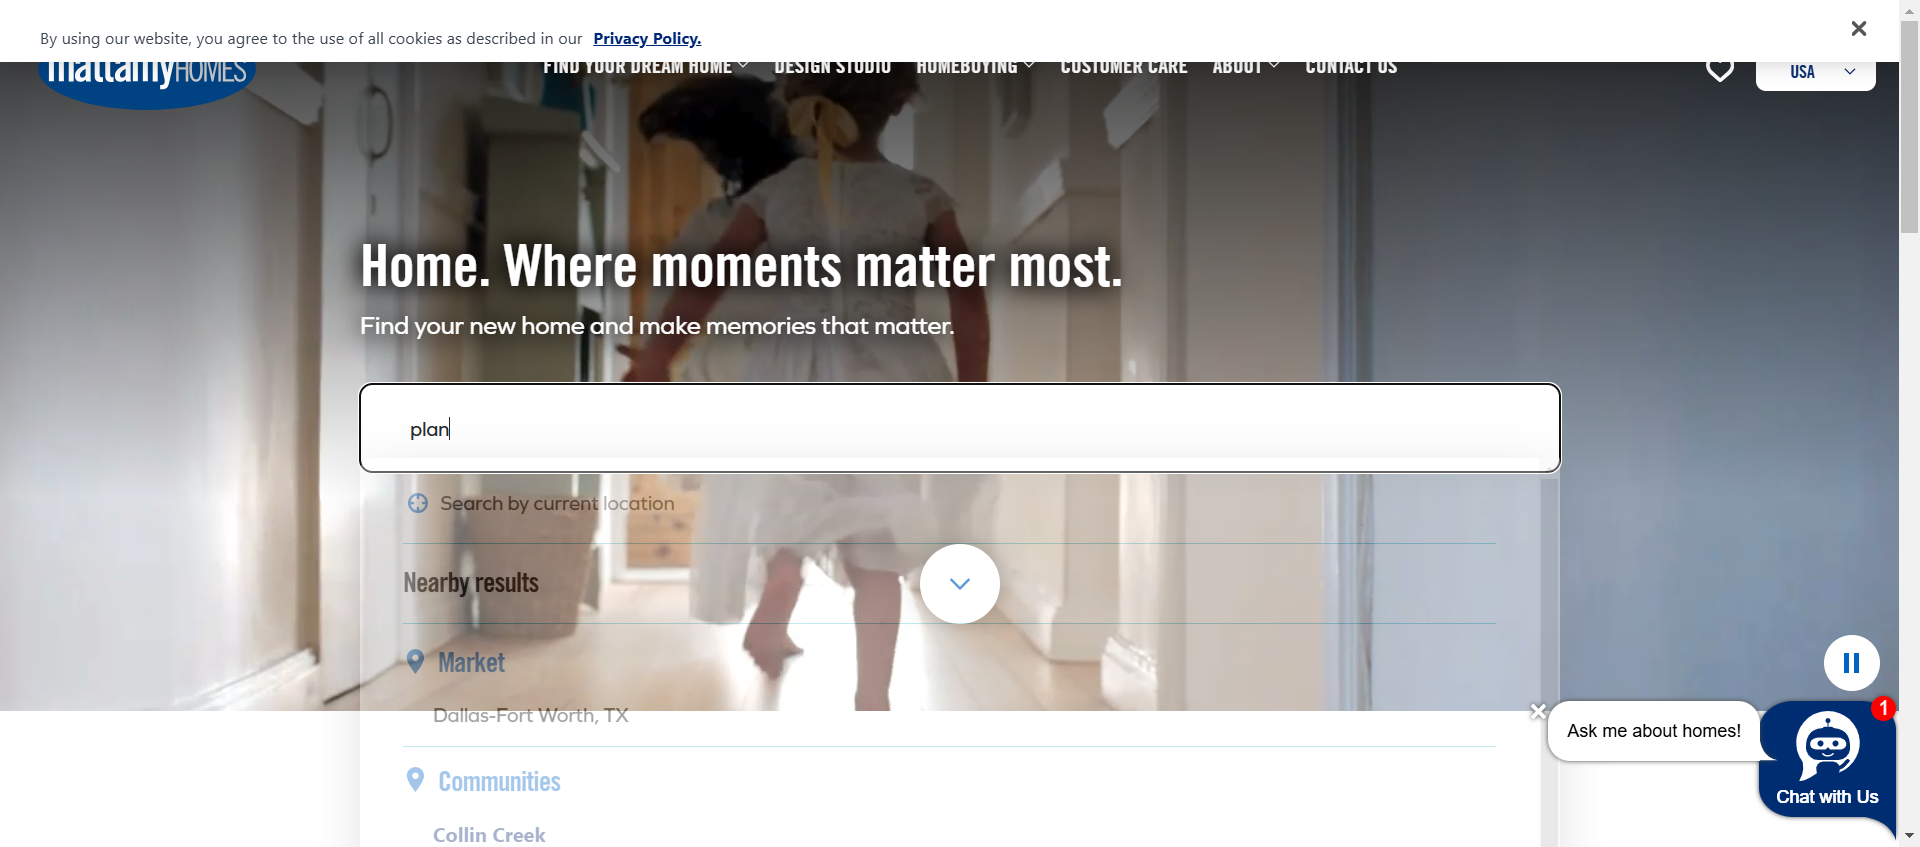 By using our website, you agree to the use of all cookies as described in our Privacy Policy.
mattamyHOMES
FIND YOUR DREAM HOME
DESIGN STUDIO
HOMEBUYING
CUSTOMER CARE
ABOUT
CONTACT US
USA
Home. Where moments matter most.
Find your new home and make memories that matter.
plan
Search by current location
Nearby results
Market
Dallas-Fort Worth, TX
Communities
Collin Creek
1
Ask me about homes!
Chat with Us